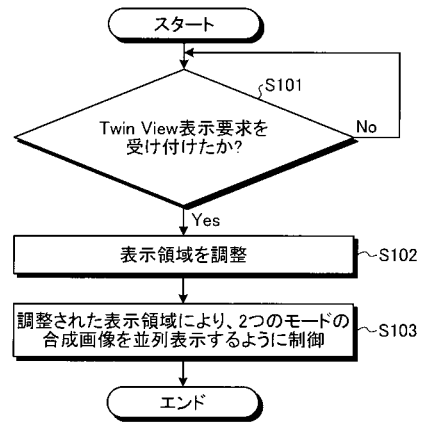 スタート
S101
Twin View表示要求を
受け付けたか?
No
Yes
表示領域を調整
S102
調整された表示領域により、2つのモードの
合成画像を並列表示するように制御
S103
エンド